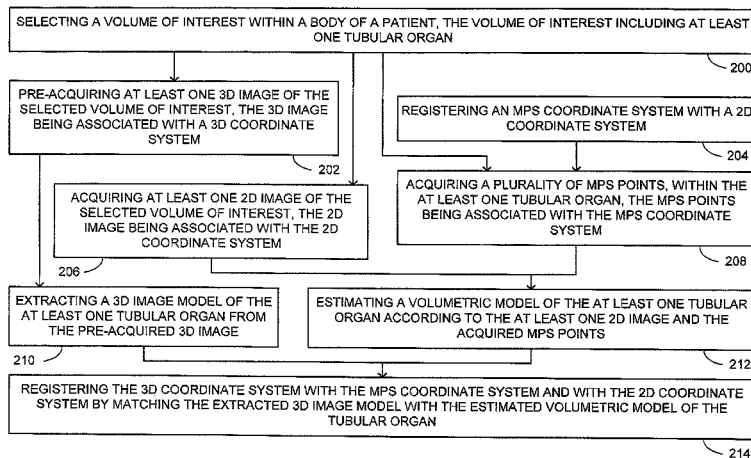 SELECTING A VOLUME OF INTEREST WITHIN A BODY OF A PATIENT, THE VOLUME OF INTEREST INCLUDING AT LEAST
ONE TUBULAR ORGAN
200
PRE-ACQUIRING AT LEAST ONE 3D IMAGE OF THE
SELECTED VOLUME OF INTEREST, THE 3D IMAGE
BEING ASSOCIATED WITH A 3D COORDINATE
SYSTEM
202
REGISTERING AN MPS COORDINATE SYSTEM WITH A 2D
COORDINATE SYSTEM
204
ACQUIRING AT LEAST ONE 2D IMAGE OF THE
SELECTED VOLUME OF INTEREST, THE 2D
IMAGE BEING ASSOCIATED WITH THE 2D
COORDINATE SYSTEM
206
ACQUIRING A PLURALITY OF MPS POINTS, WITHIN THE
AT LEAST ONE TUBULAR ORGAN, THE MPS POINTS
BEING ASSOCIATED WITH THE MPS COORDINATE
SYSTEM
208
EXTRACTING A 3D IMAGE MODEL OF THE
AT LEAST ONE TUBULAR ORGAN FROM
THE PRE-ACQUIRED 3D IMAGE
210
ESTIMATING A VOLUMETRIC MODEL OF THE AT LEAST ONE TUBULAR
ORGAN ACCORDING TO THE AT LEAST ONE 2D IMAGE AND THE
ACQUIRED MPS POINTS
212
REGISTERING THE 3D COORDINATE SYSTEM WITH THE MPS COORDINATE SYSTEM AND WITH THE 2D COORDINATE
SYSTEM BY MATCHING THE EXTRACTED 3D IMAGE MODEL WITH THE ESTIMATED VOLUMETRIC MODEL OF THE
TUBULAR ORGAN
214